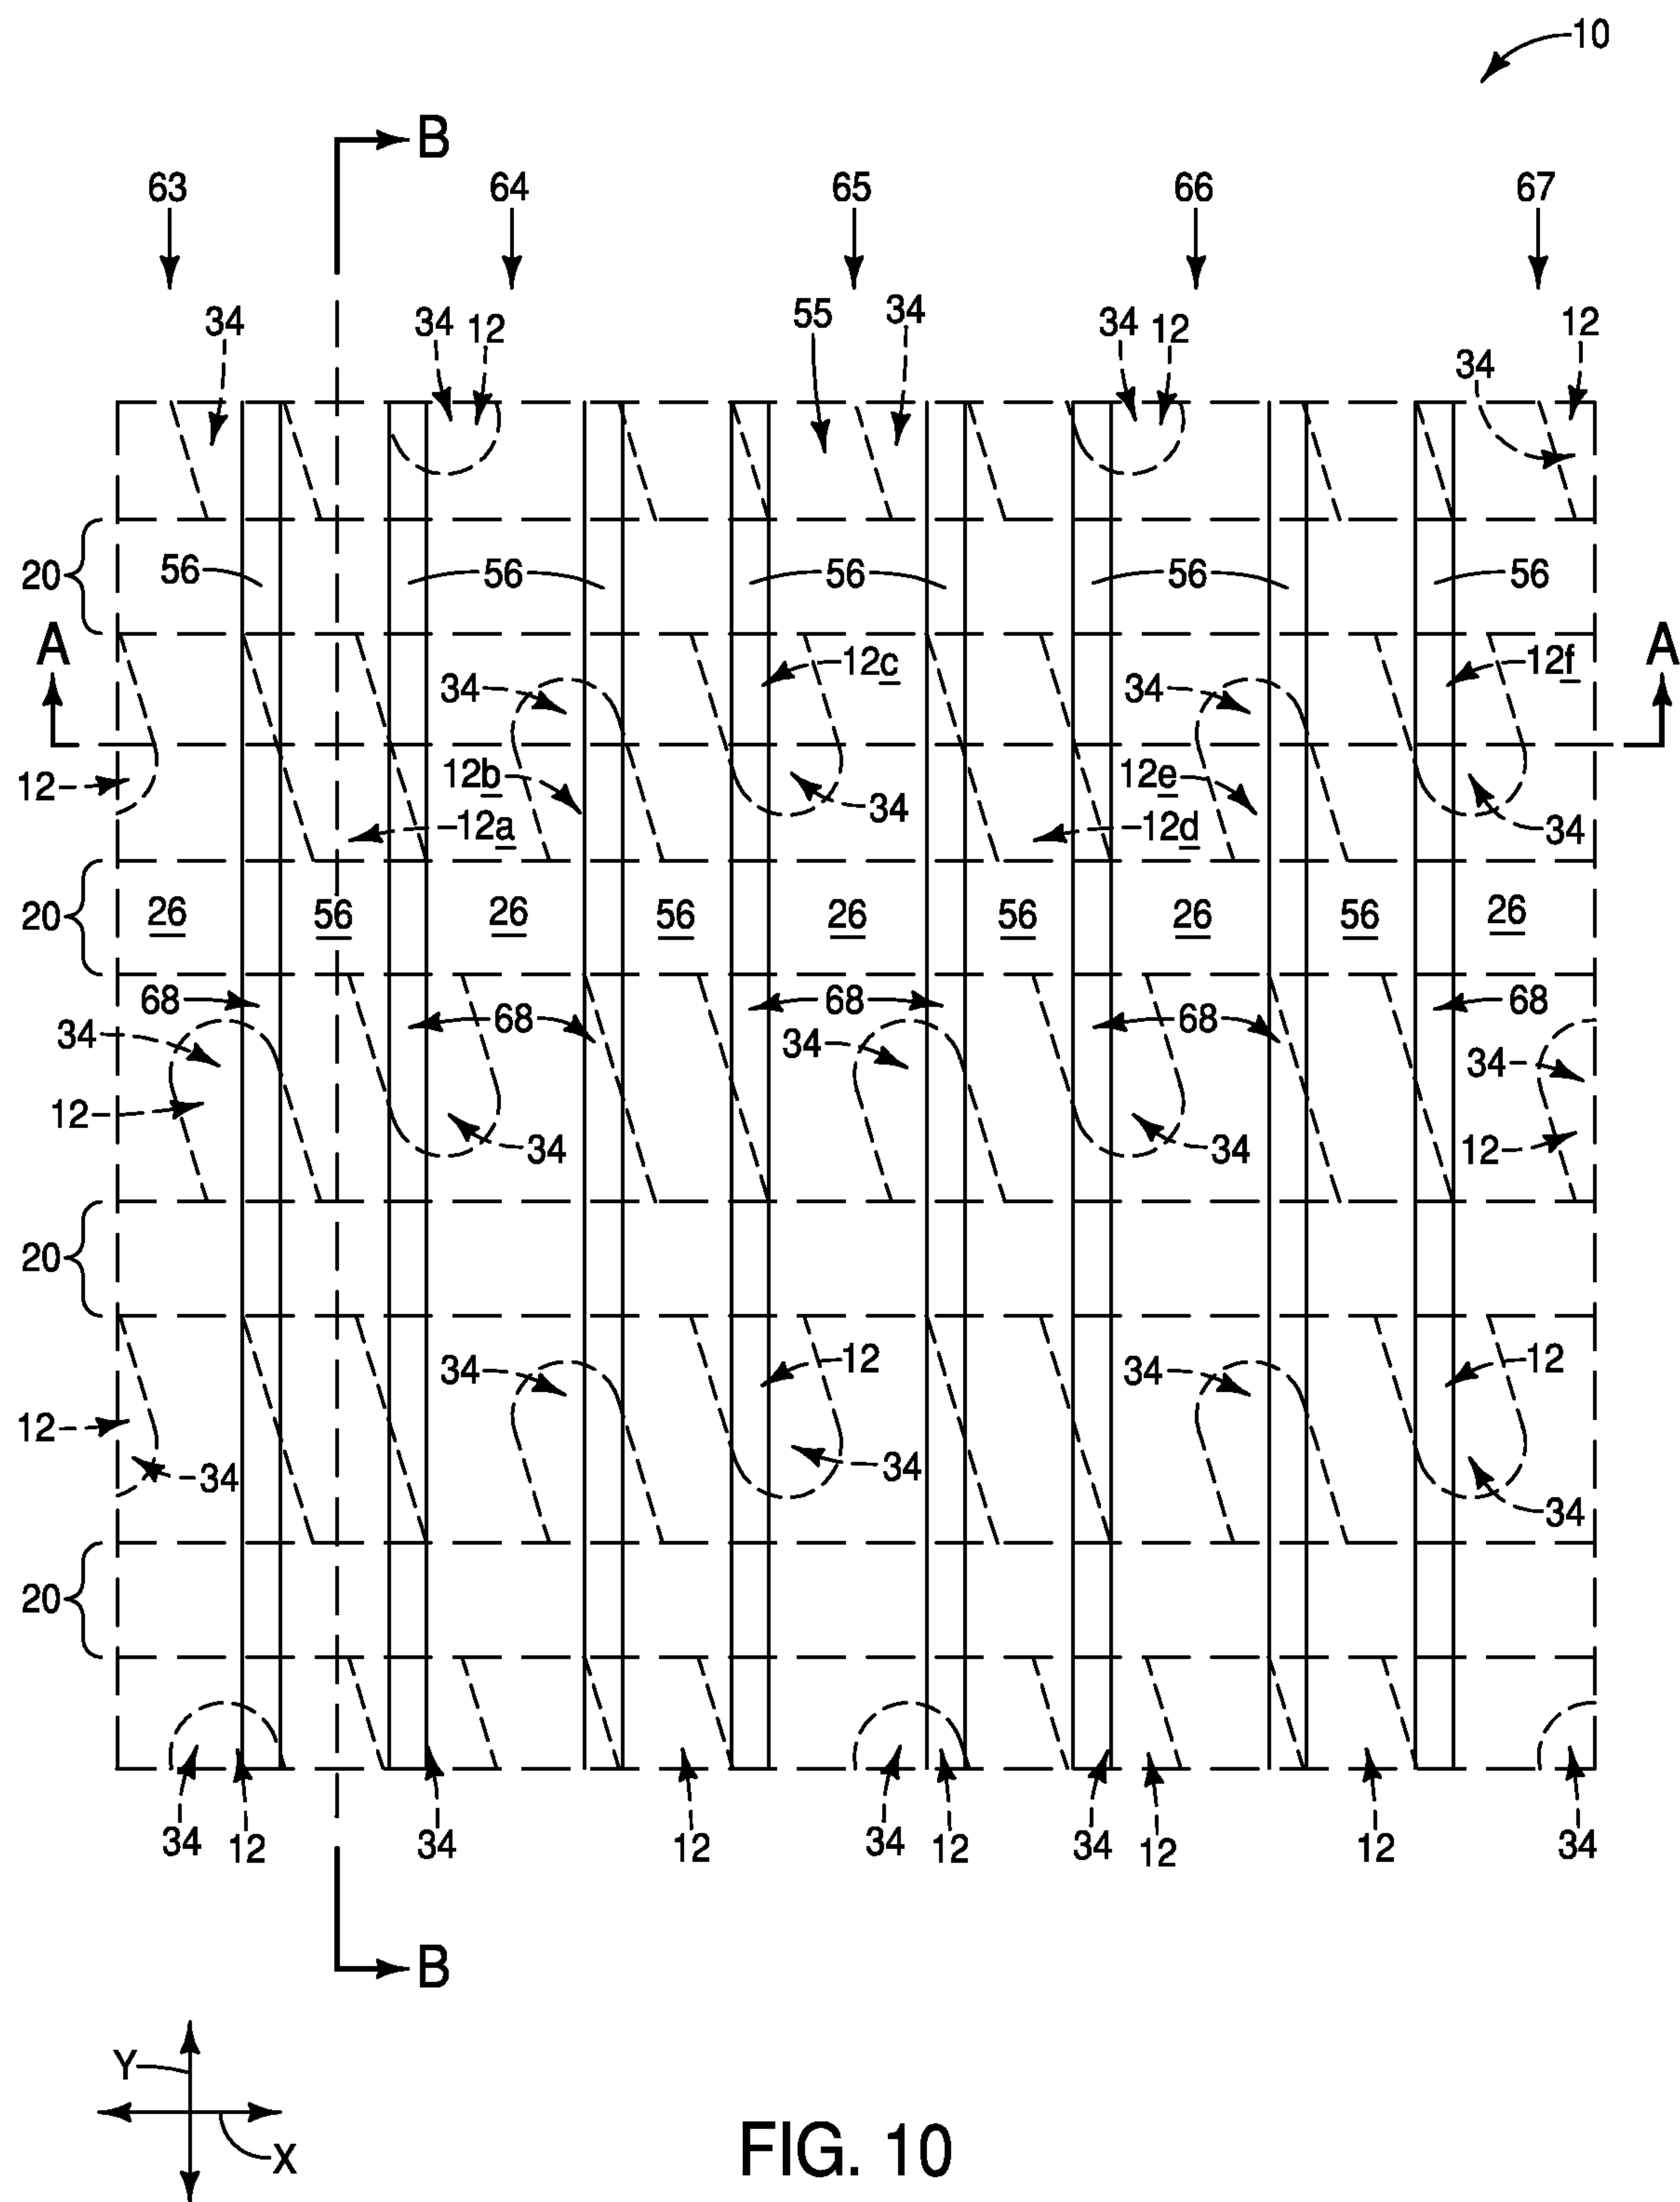 10
B
63 64 65 66 67
34 34 12 55 34 34 12 34 12
20 56 56 56 56 56
A A
34 12c 34 12f
12 12b 34 12e 34
12a 12d
20 26 56 26 56 26 56 26 56 26
68 68 68 68 68
34 34 34
12 34 34 12
20
34 12 34 12
12 34 34 34
20
34 12 34 12 34 12 34 12 12 34
B
Y
X
FIG. 10